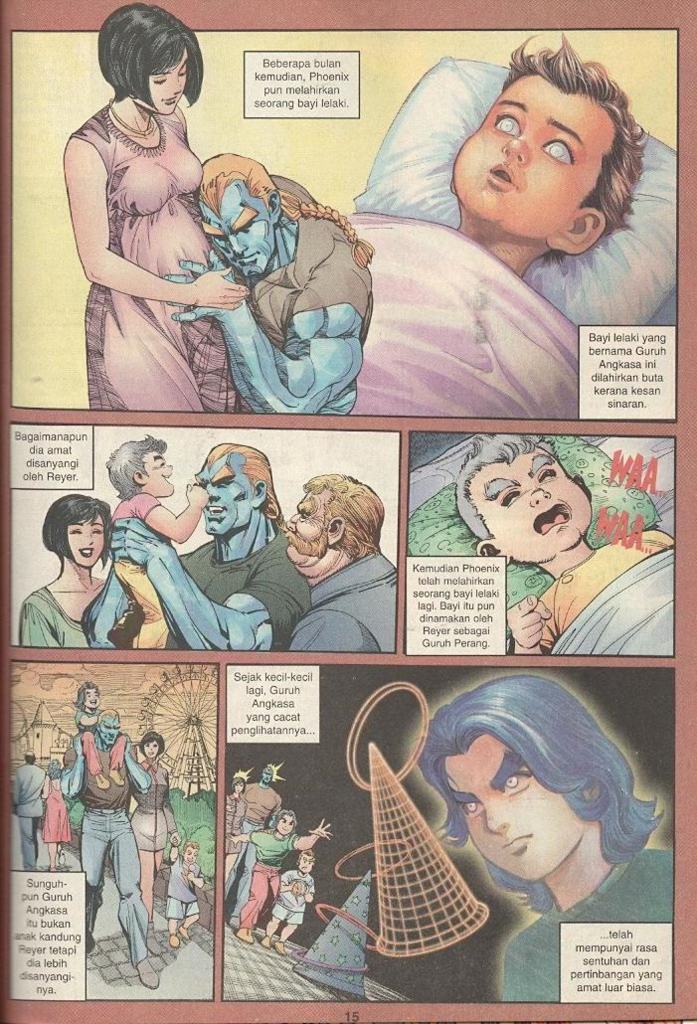 Beberapa bulan
kemudian, Phoenix
pun melahirkan
seorang bayi lelaki.
Bayi lelaki yang
bernama Guruh
Angkasa ini
dilahirkan buta
kerana kesan
sinaran.
Bagaimanapun
dia amat
disanyangi
oleh Reyer.
WAA..
WAA...
Kemudian Phoenix
telah melahirkan
seorang bayi lelaki
lagi. Bayi itu pun
dinamakan oleh
Reyer sebagai
Guruh Perang.
Sunguh-
pun Guruh
Angkasa
itu bukan
anak kandung
Reyer tetapi
dia lebih
disanyangi-
nya.
Sejak kecil-kecil
lagi, Guruh
Angkasa
yang cacat
penglihatannya...
...telah
mempunyai rasa
sentuhan dan
pertinbangan yang
amat luar biasa.
15